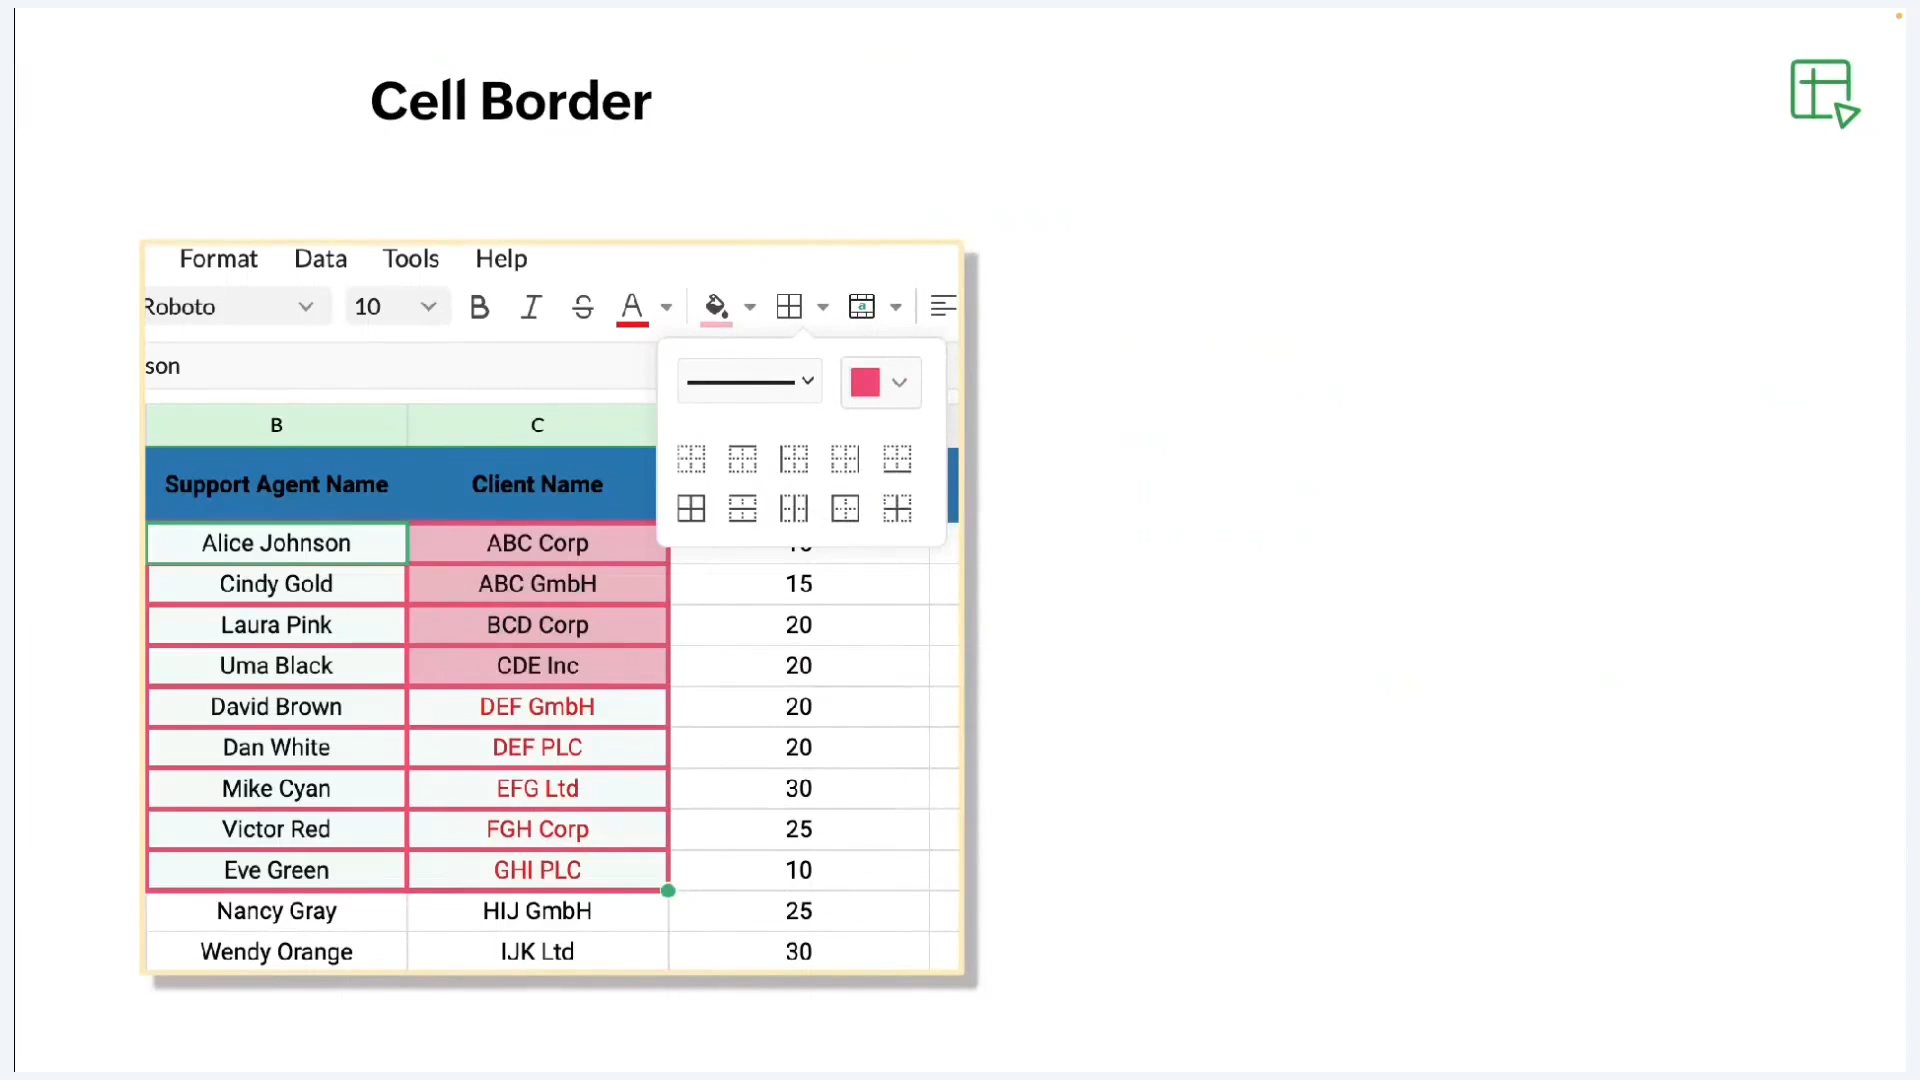 Cell Border
Format Data Tools Help
Roboto 10 B I S A a
son
B C
Support Agent Name Client Name
Alice Johnson ABC Corp
Cindy Gold ABC GmbH 15
Laura Pink BCD Corp 20
Uma Black CDE Inc 20
David Brown DEF GmbH 20
Dan White DEF PLC 20
Mike Cyan EFG Ltd 30
Victor Red FGH Corp 25
Eve Green GHI PLC 10
Nancy Gray HIJ GmbH 25
Wendy Orange IJK Ltd 30